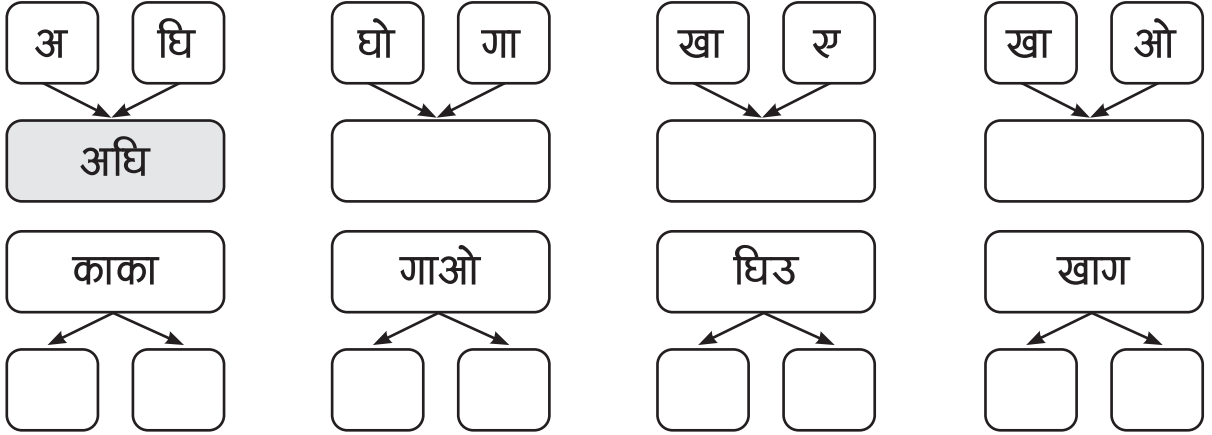 अ घि घो गा खा ए खा ओ
अघि
काका गाओ घिउ खाग